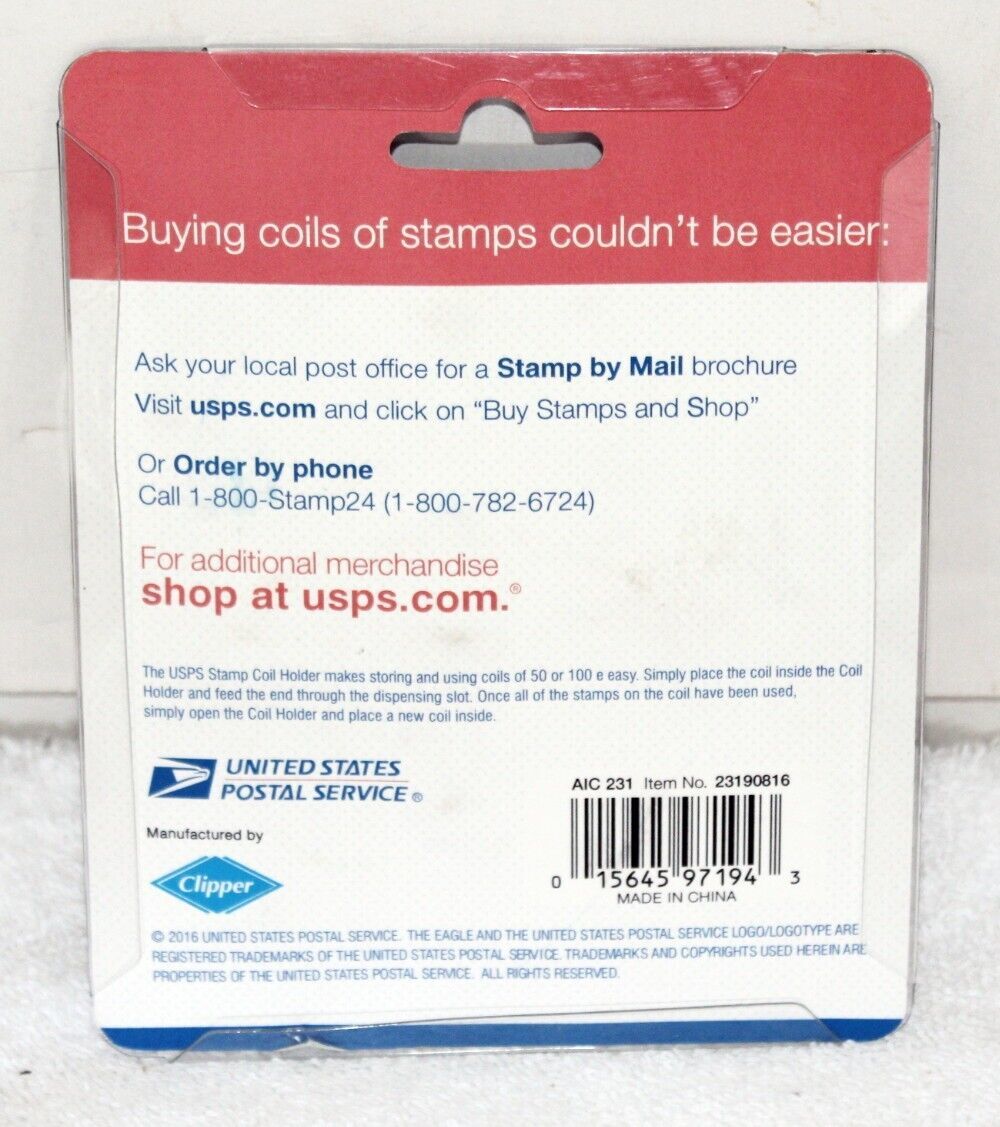 Buying coils of stamps couldn't be easier:
Ask your local post office for a Stamp by Mail brochure
Visit usps.com and click on “Buy Stamps and Shop”
Or Order by phone
Call 1-800-Stamp24 (1-800-782-6724)
For additional merchandise
shop at usps.com.®
The USPS Stamp Coil Holder makes storing and using coils of 50 or 100 e easy. Simply place the coil inside the Coil
Holder and feed the end through the dispensing slot. Once all of the stamps on the coil have been used,
simply open the Coil Holder and place a new coil inside.
UNITED STATES
POSTAL SERVICE ®
Manufactured by
Clipper
AIC 231 Item No. 23190816
0 15645 97194 3
MADE IN CHINA
© 2016 UNITED STATES POSTAL SERVICE. THE EAGLE AND THE UNITED STATES POSTAL SERVICE LOGO/LOGOTYPE ARE
REGISTERED TRADEMARKS OF THE UNITED STATES POSTAL SERVICE. TRADEMARKS AND COPYRIGHTS USED HEREIN ARE
PROPERTIES OF THE UNITED STATES POSTAL SERVICE. ALL RIGHTS RESERVED.